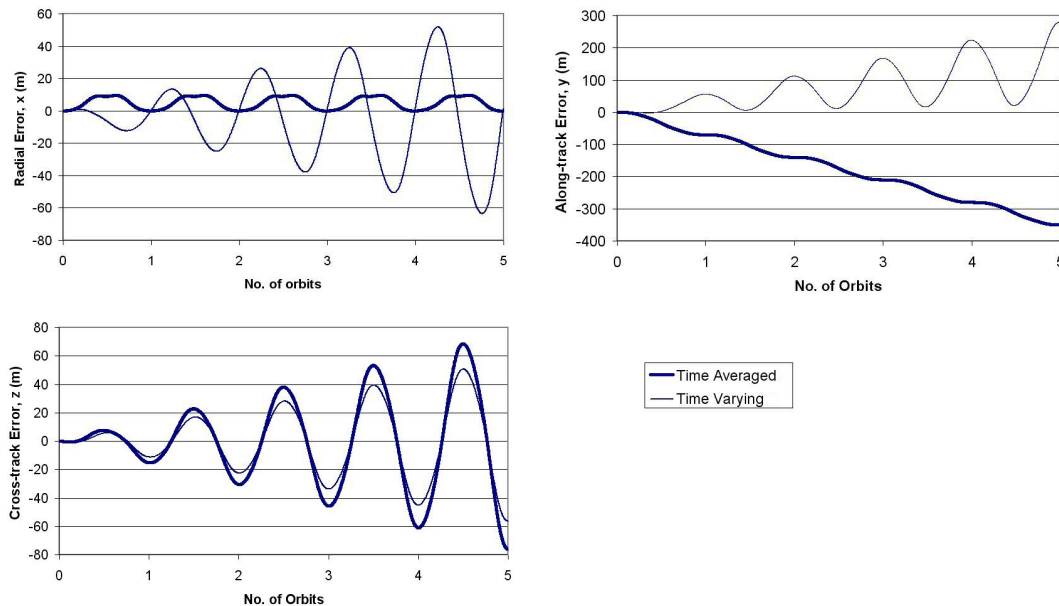 60
40
20
0
-20
-40
-60
-80
Radial Error, x (m)
0 1 2 3 4 5
No. of orbits
300
200
100
0
-100
-200
-300
-400
Along-track Error, y (m)
0 1 2 3 4 5
No. of Orbits
80
60
40
20
0
-20
-40
-60
-80
Cross-track Error, z (m)
0 1 2 3 4 5
No. of Orbits
Time Averaged
Time Varying